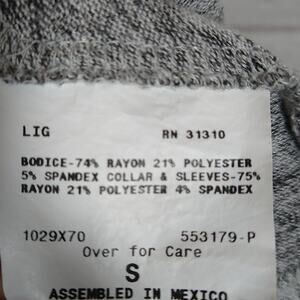 LIG RN 31310
BODICE-74% RAYON 21% POLYESTER
5% SPANDEX COLLAR & SLEEVES-75%
RAYON 21% POLYESTER 4% SPANDEX
1029X70 553179-P
Over for Care
S
ASSEMBLED IN MEXICO